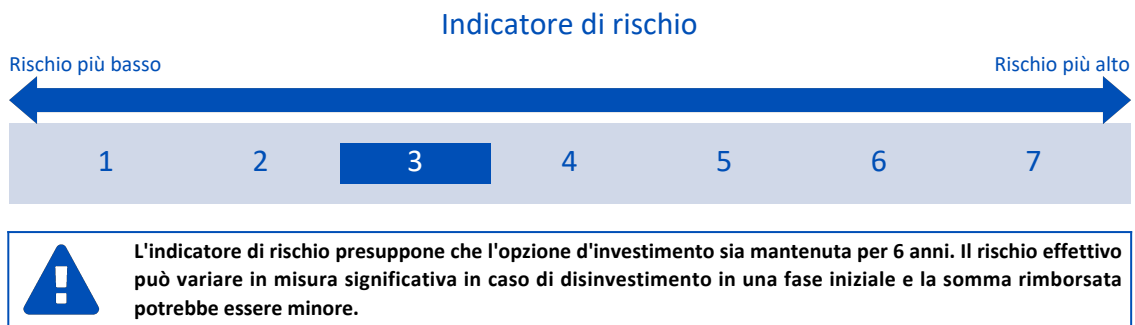 Indicatore di rischio
Rischio più basso Rischio più alto
1 2 3 4 5 6 7
L'indicatore di rischio presuppone che l'opzione d'investimento sia mantenuta per 6 anni. Il rischio effettivo
può variare in misura significativa in caso di disinvestimento in una fase iniziale e la somma rimborsata
potrebbe essere minore.